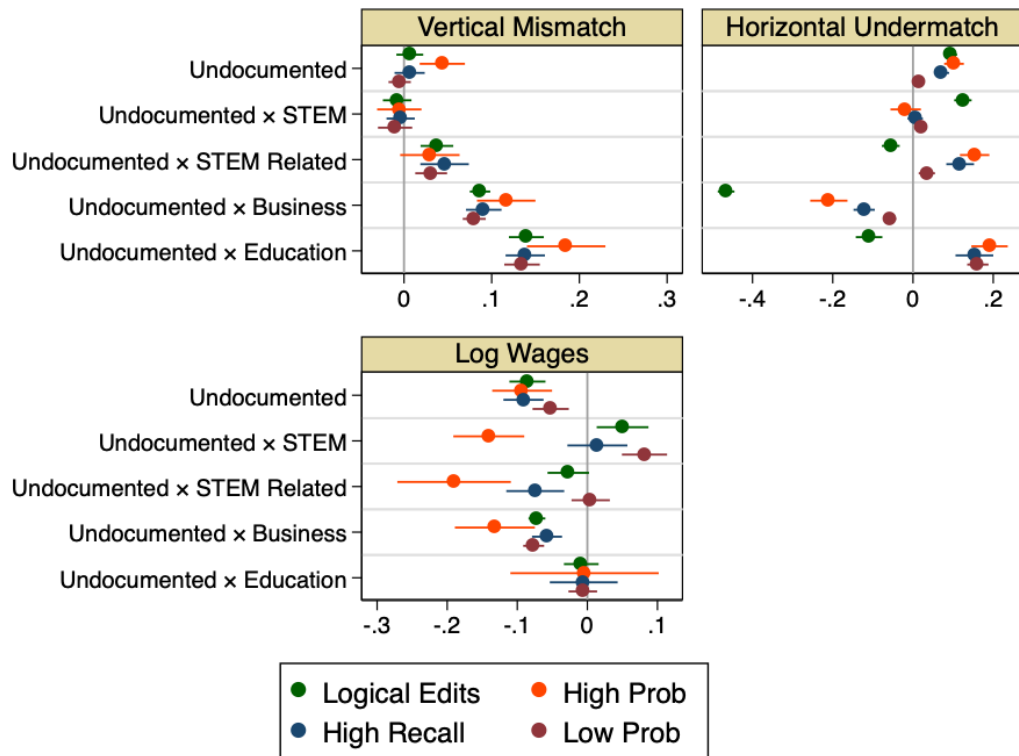 Vertical Mismatch
Horizontal Undermatch
Undocumented
Undocumented × STEM
Undocumented × STEM Related
Undocumented × Business
Undocumented × Education
0 .1 .2 .3
-.4 -.2 0 .2
Log Wages
Undocumented
Undocumented × STEM
Undocumented × STEM Related
Undocumented × Business
Undocumented × Education
-.3 -.2 -.1 0 .1
Logical Edits High Prob
High Recall Low Prob